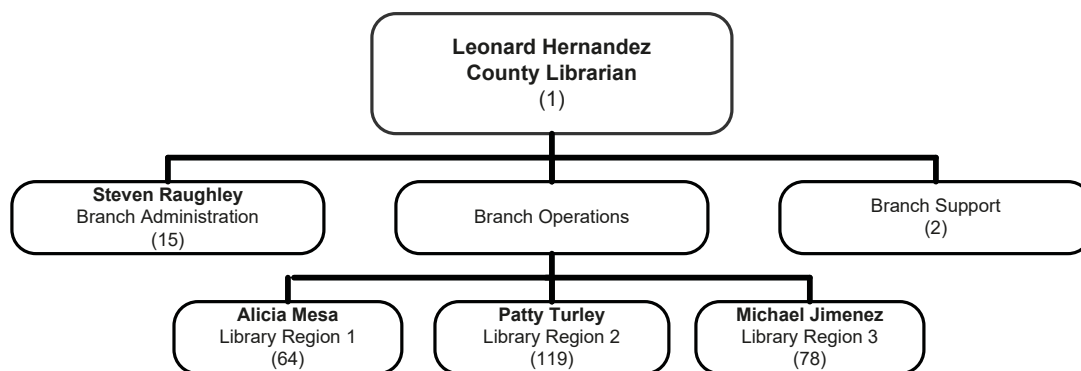 Leonard Hernandez
County Librarian
(1)
Steven Raughley
Branch Administration
(15)
Branch Operations
Branch Support
(2)
Alicia Mesa
Library Region 1
(64)
Patty Turley
Library Region 2
(119)
Michael Jimenez
Library Region 3
(78)